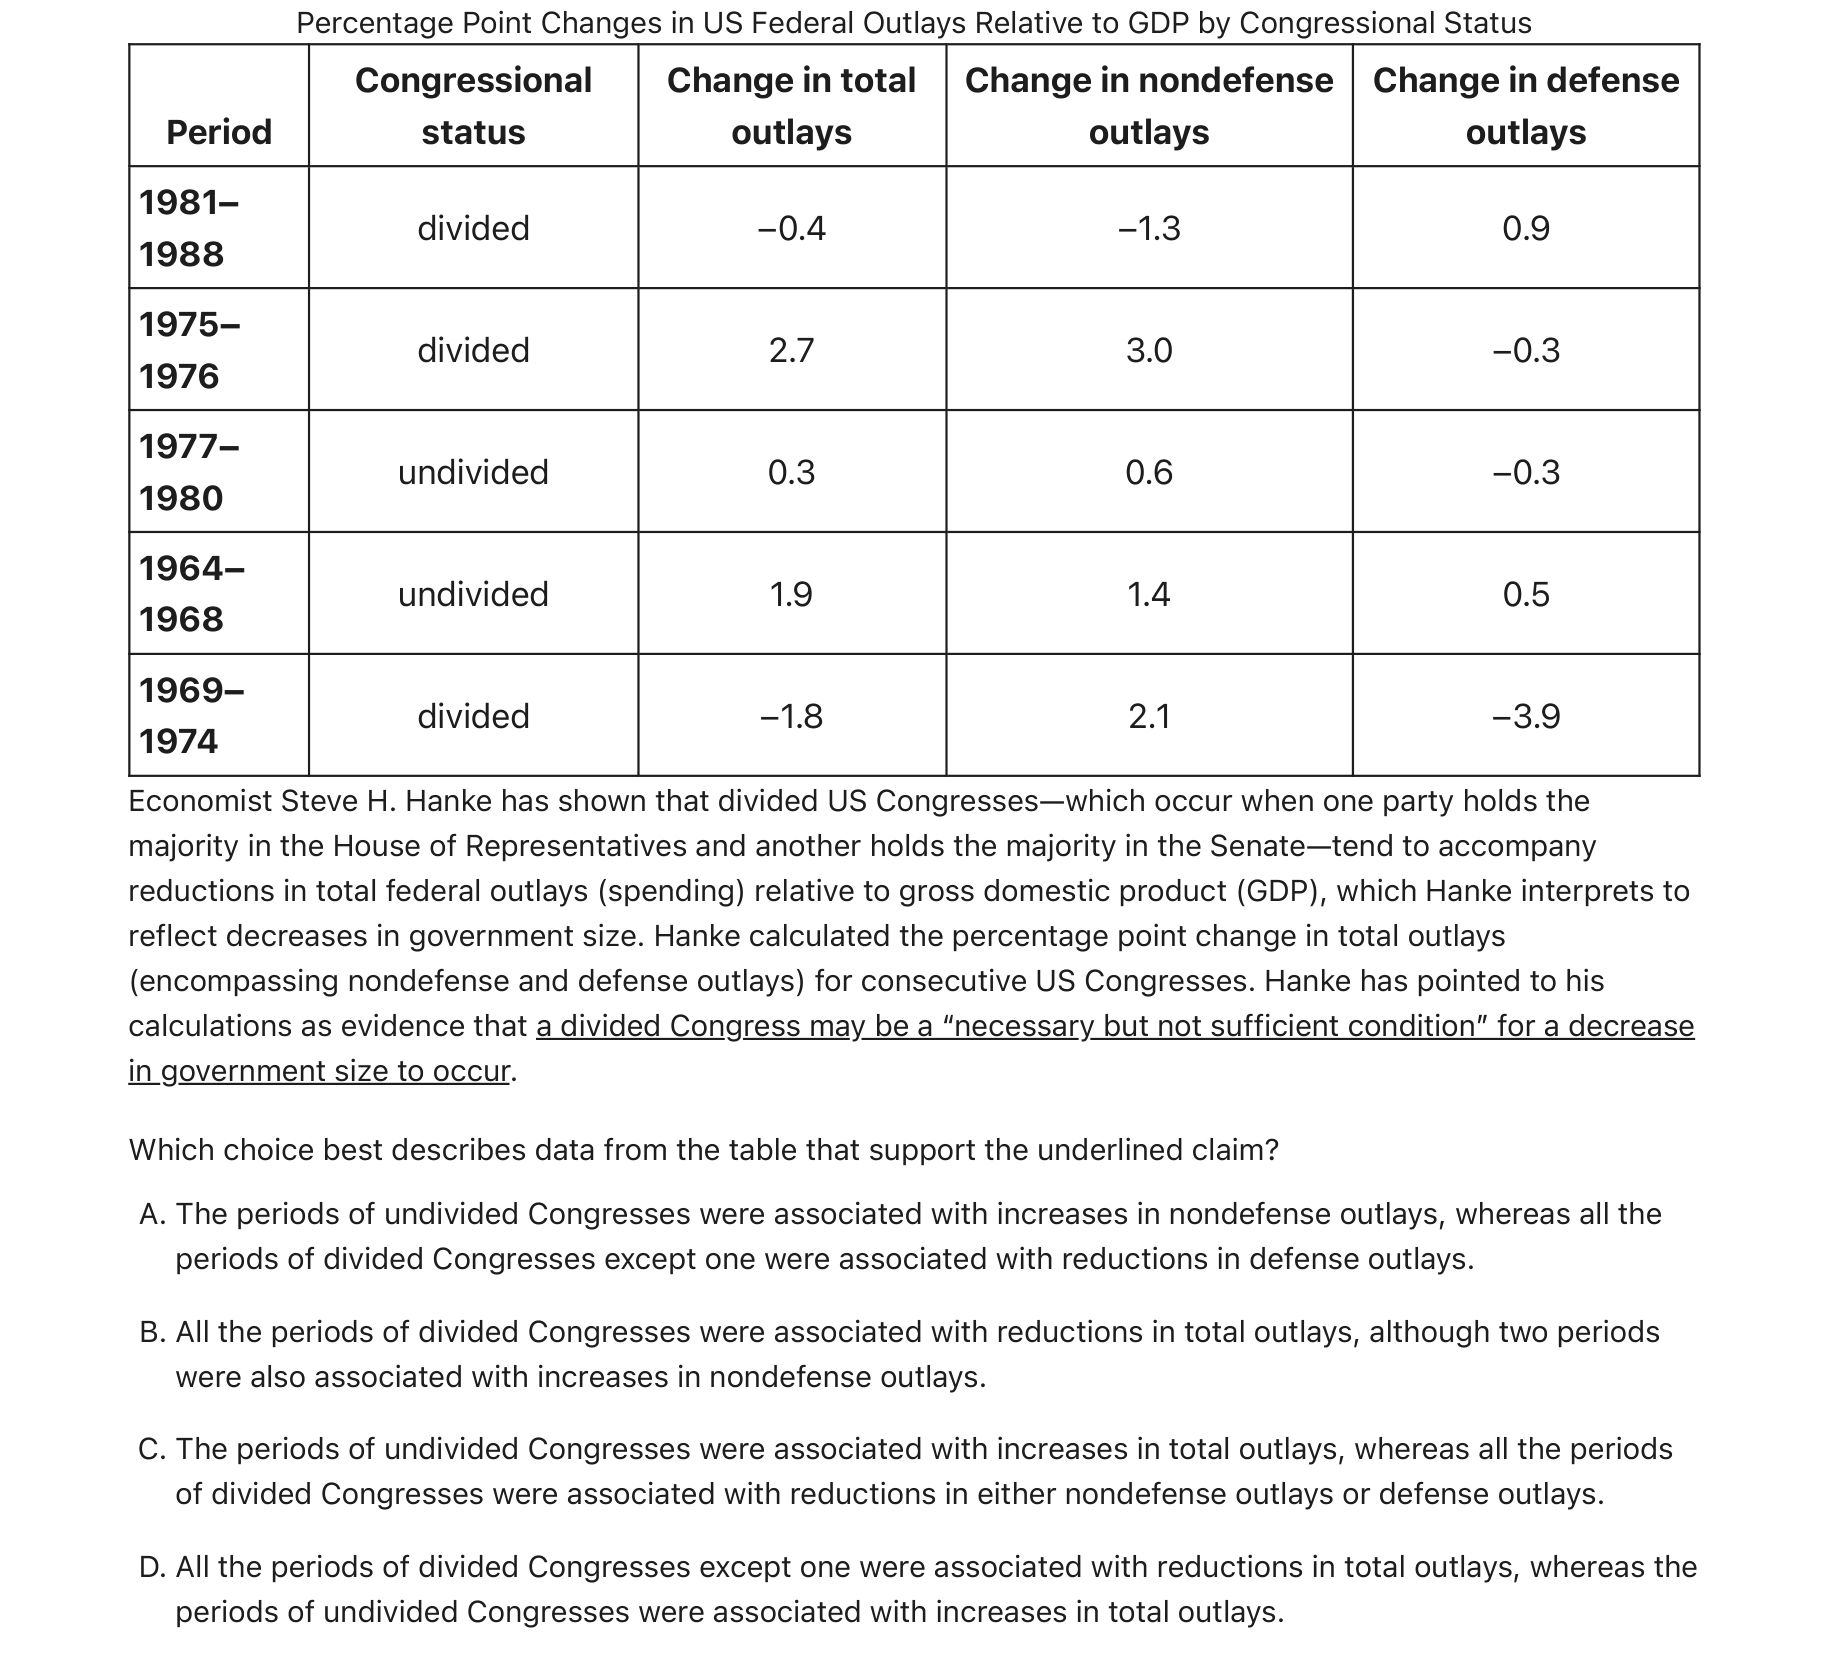 Percentage Point Changes in US Federal Outlays Relative to GDP by Congressional Status
Period
Congressional
status
Change in total
outlays
Change in nondefense
outlays
Change in defense
outlays
1981–
1988
divided
–0.4
–1.3
0.9
1975–
1976
divided
2.7
3.0
–0.3
1977–
1980
undivided
0.3
0.6
–0.3
1964–
1968
undivided
1.9
1.4
0.5
1969–
1974
divided
–1.8
2.1
–3.9
Economist Steve H. Hanke has shown that divided US Congresses—which occur when one party holds the
majority in the House of Representatives and another holds the majority in the Senate—tend to accompany
reductions in total federal outlays (spending) relative to gross domestic product (GDP), which Hanke interprets to
reflect decreases in government size. Hanke calculated the percentage point change in total outlays
(encompassing nondefense and defense outlays) for consecutive US Congresses. Hanke has pointed to his
calculations as evidence that a divided Congress may be a “necessary but not sufficient condition” for a decrease
in government size to occur.
Which choice best describes data from the table that support the underlined claim?
A. The periods of undivided Congresses were associated with increases in nondefense outlays, whereas all the
periods of divided Congresses except one were associated with reductions in defense outlays.
B. All the periods of divided Congresses were associated with reductions in total outlays, although two periods
were also associated with increases in nondefense outlays.
C. The periods of undivided Congresses were associated with increases in total outlays, whereas all the periods
of divided Congresses were associated with reductions in either nondefense outlays or defense outlays.
D. All the periods of divided Congresses except one were associated with reductions in total outlays, whereas the
periods of undivided Congresses were associated with increases in total outlays.